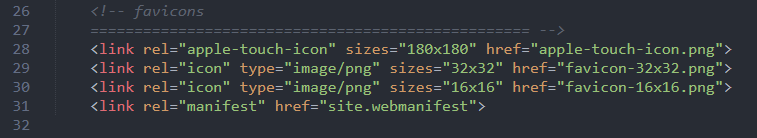 26 <!-- favicons
27 ================================================== -->
28 <link rel="apple-touch-icon" sizes="180x180" href="apple-touch-icon.png">
29 <link rel="icon" type="image/png" sizes="32x32" href="favicon-32x32.png">
30 <link rel="icon" type="image/png" sizes="16x16" href="favicon-16x16.png">
31 <link rel="manifest" href="site.webmanifest">
32